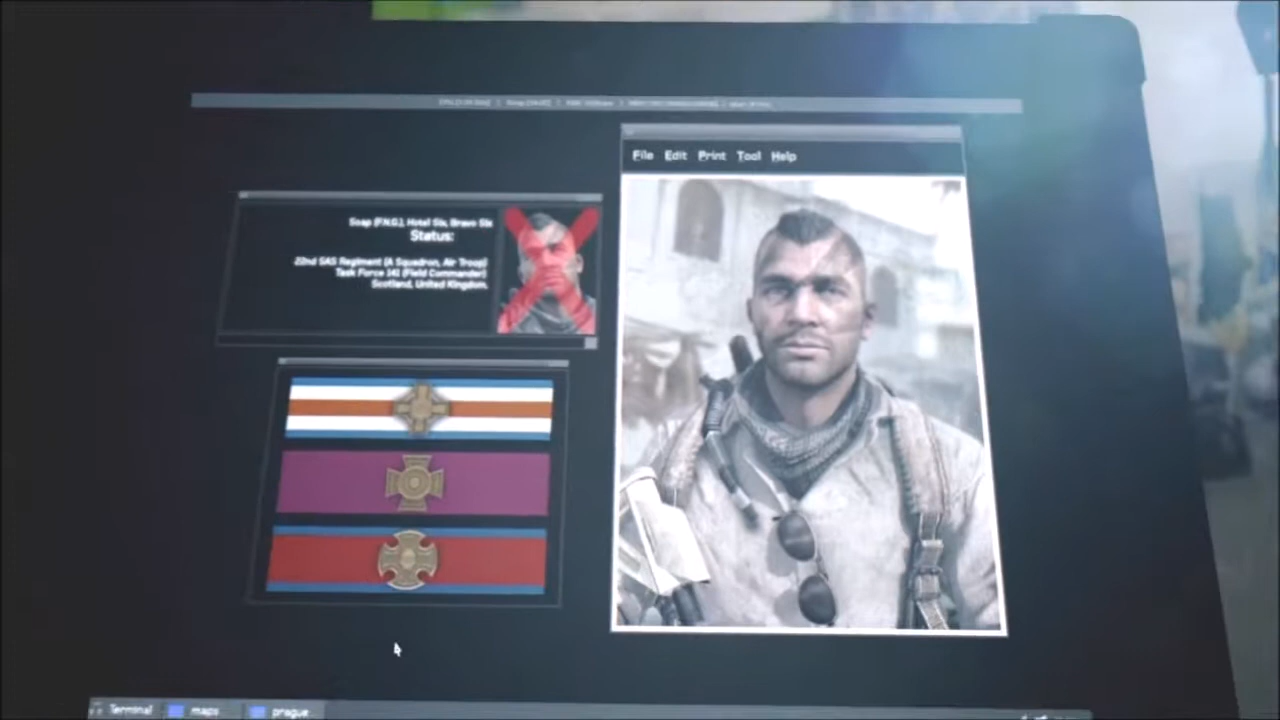 File Edit Print Tool Help
Soap (F.N.G.), Hotel Six, Bravo Six
Status:
22nd SAS Regiment (A Squadron, Air Troop)
Task Force 141 (Field Commander)
Scotland, United Kingdom.
Terminal maps prague